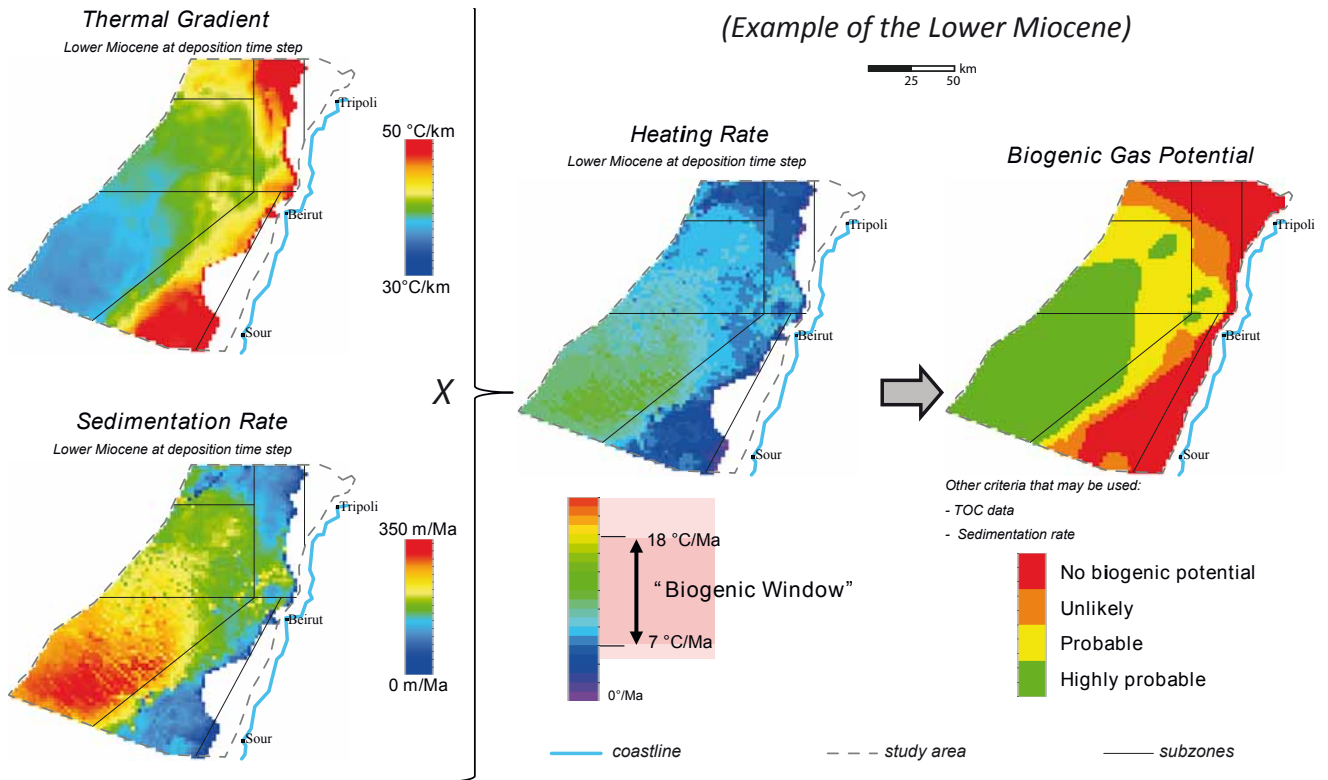 Thermal Gradient
Lower Miocene at deposition time step
Tripoli
50 °C/km
30°C/km
Beirut
Sour
Sedimentation Rate
Lower Miocene at deposition time step
Tripoli
350 m/Ma
0 m/Ma
Beirut
Sour
X
(Example of the Lower Miocene)
km
25 50
Heating Rate
Lower Miocene at deposition time step
Tripoli
Beirut
Sour
18 °C/Ma
“Biogenic Window”
7 °C/Ma
0°/Ma
Biogenic Gas Potential
Tripoli
Beirut
Sour
Other criteria that may be used:
- TOC data
- Sedimentation rate
No biogenic potential
Unlikely
Probable
Highly probable
coastline
study area
subzones